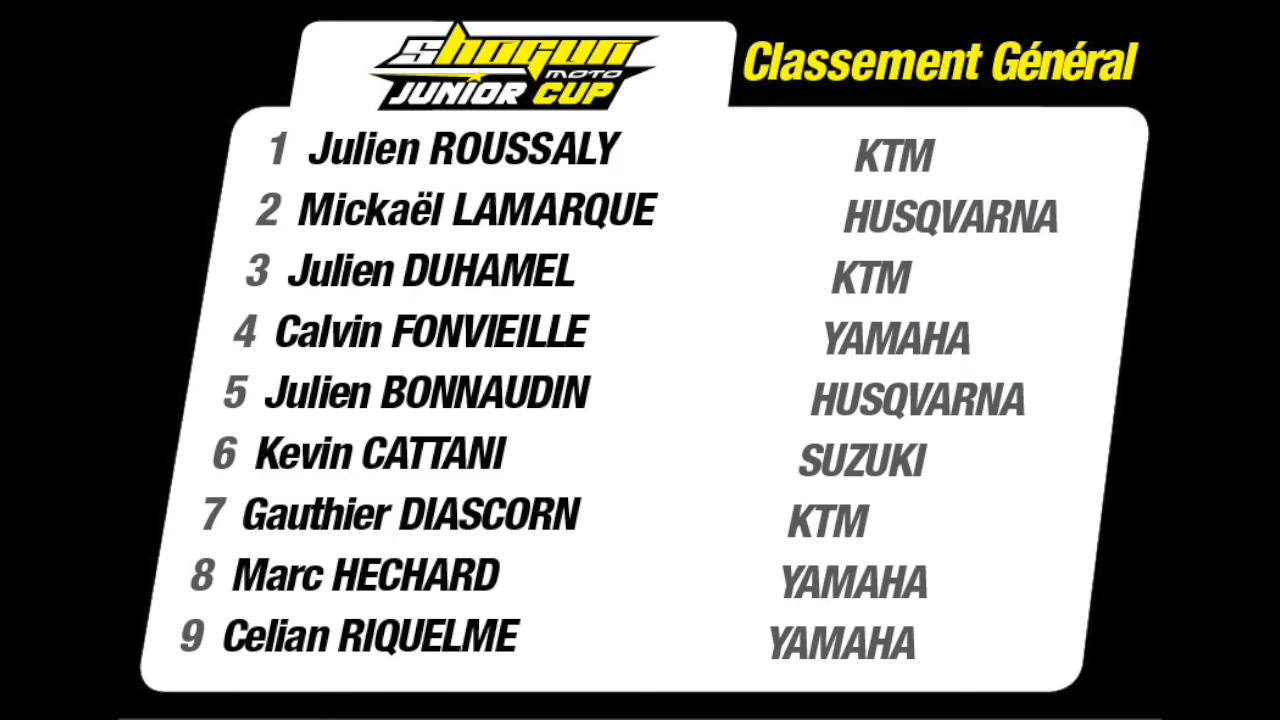 SHOGUN
MOTO
JUNIOR CUP
Classement Général
1 Julien ROUSSALY KTM
2 Mickaël LAMARQUE HUSQVARNA
3 Julien DUHAMEL KTM
4 Calvin FONVIEILLE YAMAHA
5 Julien BONNAUDIN HUSQVARNA
6 Kevin CATTANI SUZUKI
7 Gauthier DIASCORN KTM
8 Marc HECHARD YAMAHA
9 Celian RIQUELME YAMAHA